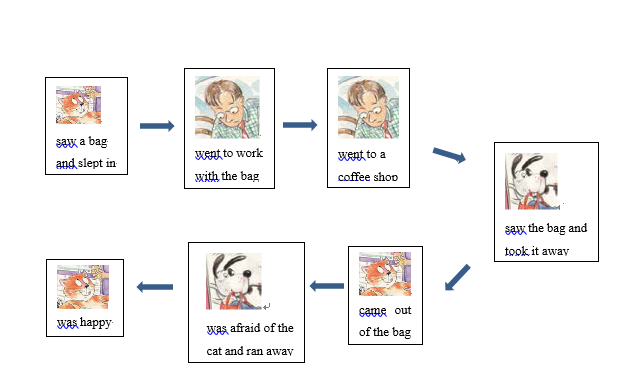 saw a bag
and slept in
went to work
with the bag
went to a
coffee shop
saw the bag and
took it away
came out
of the bag
was afraid of the
cat and ran away
was happy